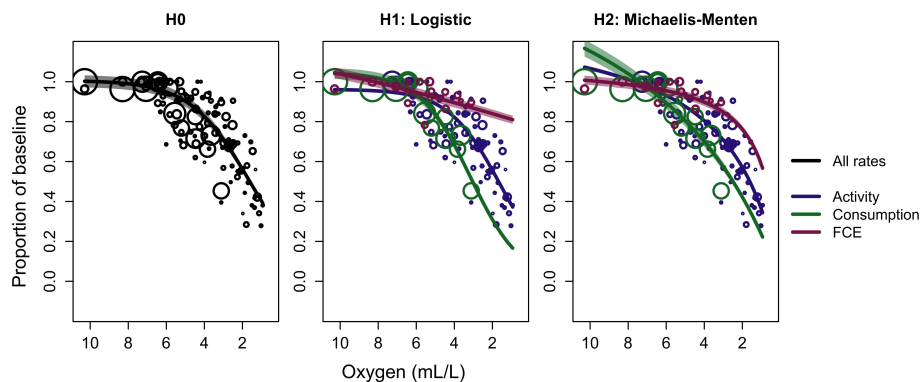 H0
H1: Logistic
H2: Michaelis-Menten
Proportion of baseline
1.0
0.8
0.6
0.4
0.2
0.0
1.0
0.8
0.6
0.4
0.2
0.0
1.0
0.8
0.6
0.4
0.2
0.0
10 8 6 4 2
10 8 6 4 2
10 8 6 4 2
Oxygen (mL/L)
All rates
Activity
Consumption
FCE